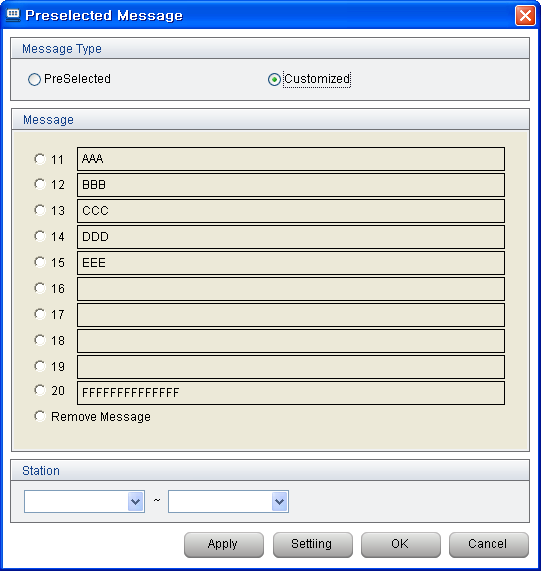 Preselected Message
Message Type
PreSelected Customized
Message
11 AAA
12 BBB
13 CCC
14 DDD
15 EEE
16
17
18
19
20 FFFFFFFFFFFFFF
Remove Message
Station
~
Apply Settiing OK Cancel